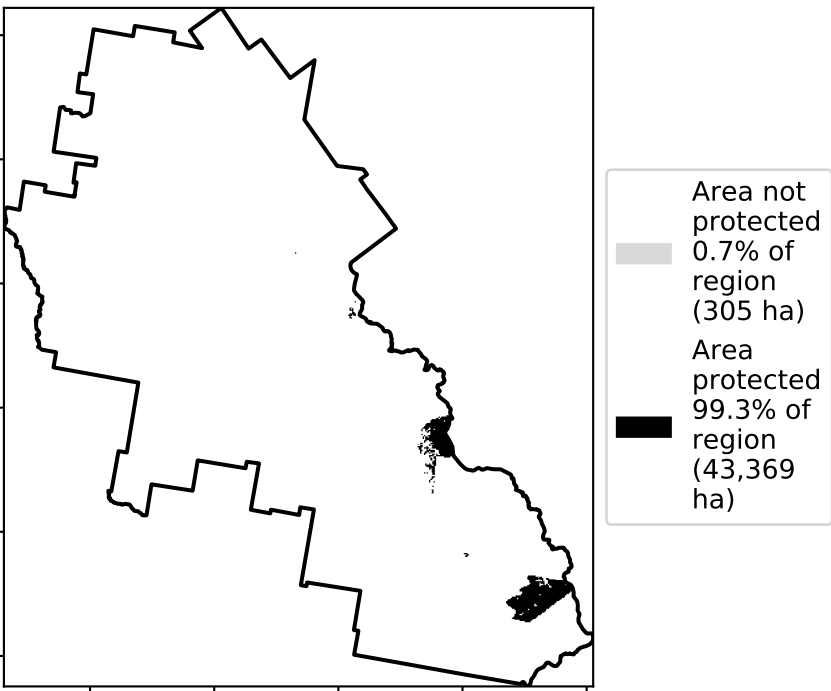 Area not
protected
0.7% of
region
(305 ha)
Area
protected
99.3% of
region
(43,369
ha)